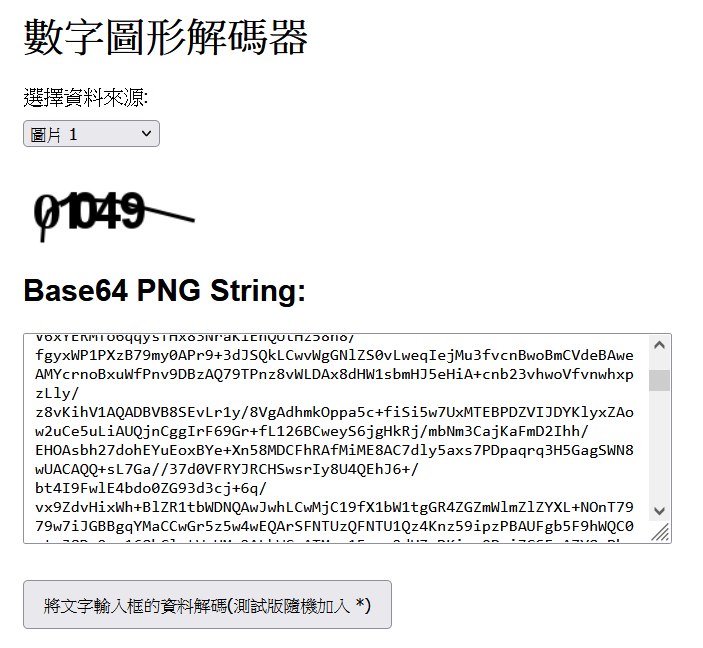 數字圖形解碼器
選擇資料來源:
圖片 1
01049
Base64 PNG String:
fgyxWP1PXzB79my0APr9+3dJSQkLCwvWgGNlZS0vLweqIejMu3fvcnBwoBmCVdeBAwe
AMYcrnoBxuWfPnv9DBzAQ79TPnz8vWLDAx8dHW1sbmHJ5eHiA+cnb23vhwoVfvnwhxp
zLly/
z8vKihV1AQADBVB8SEvLr1y/8VgAdhmkOppa5c+fiSi5w7UxMTEBPDZVIJDYKlyxZAo
w2uCe5uLiAUQjnCggIrF69Gr+fL126BCweyS6jgHkRj/mbNm3CajKaFmD2Ihh/
EHOAsbh27dohEYuEoxBYe+Xn58MDCFhRAfMiME8AC7dly5axs7PDpaqrq3H5GagSWN8
wUACAQQ+sL7Ga//37d0VFRYJRCHSwsrIy8U4QEhJ6+/
bt4I9FwlE4bdo0ZG93d3cj+6q/
vx9ZdvHixWh+BlZR1tbWDNQAwJwhLCwMjC19fX1bW1tgGR4ZGZmWlmZlZYXL+NOnT79
79w7iJGBBgqYMaCCwGr5z5w4wEQArSFNTUzQFNTU1Qz4Knz59ipzPBAUFgb5F9hWQC0
將文字輸入框的資料解碼(測試版隨機加入 *)